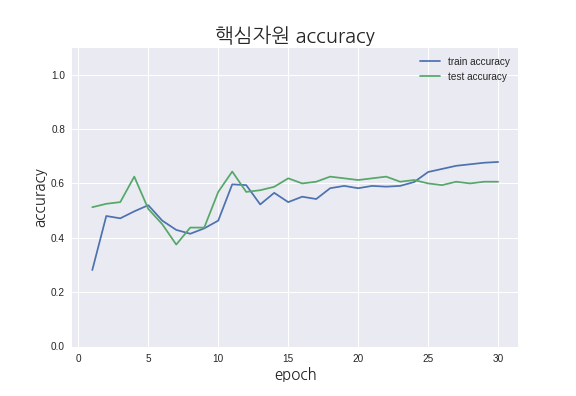 핵심자원 accuracy
train accuracy
test accuracy
1.0
0.8
0.6
0.4
0.2
0.0
accuracy
0 5 10 15 20 25 30
epoch